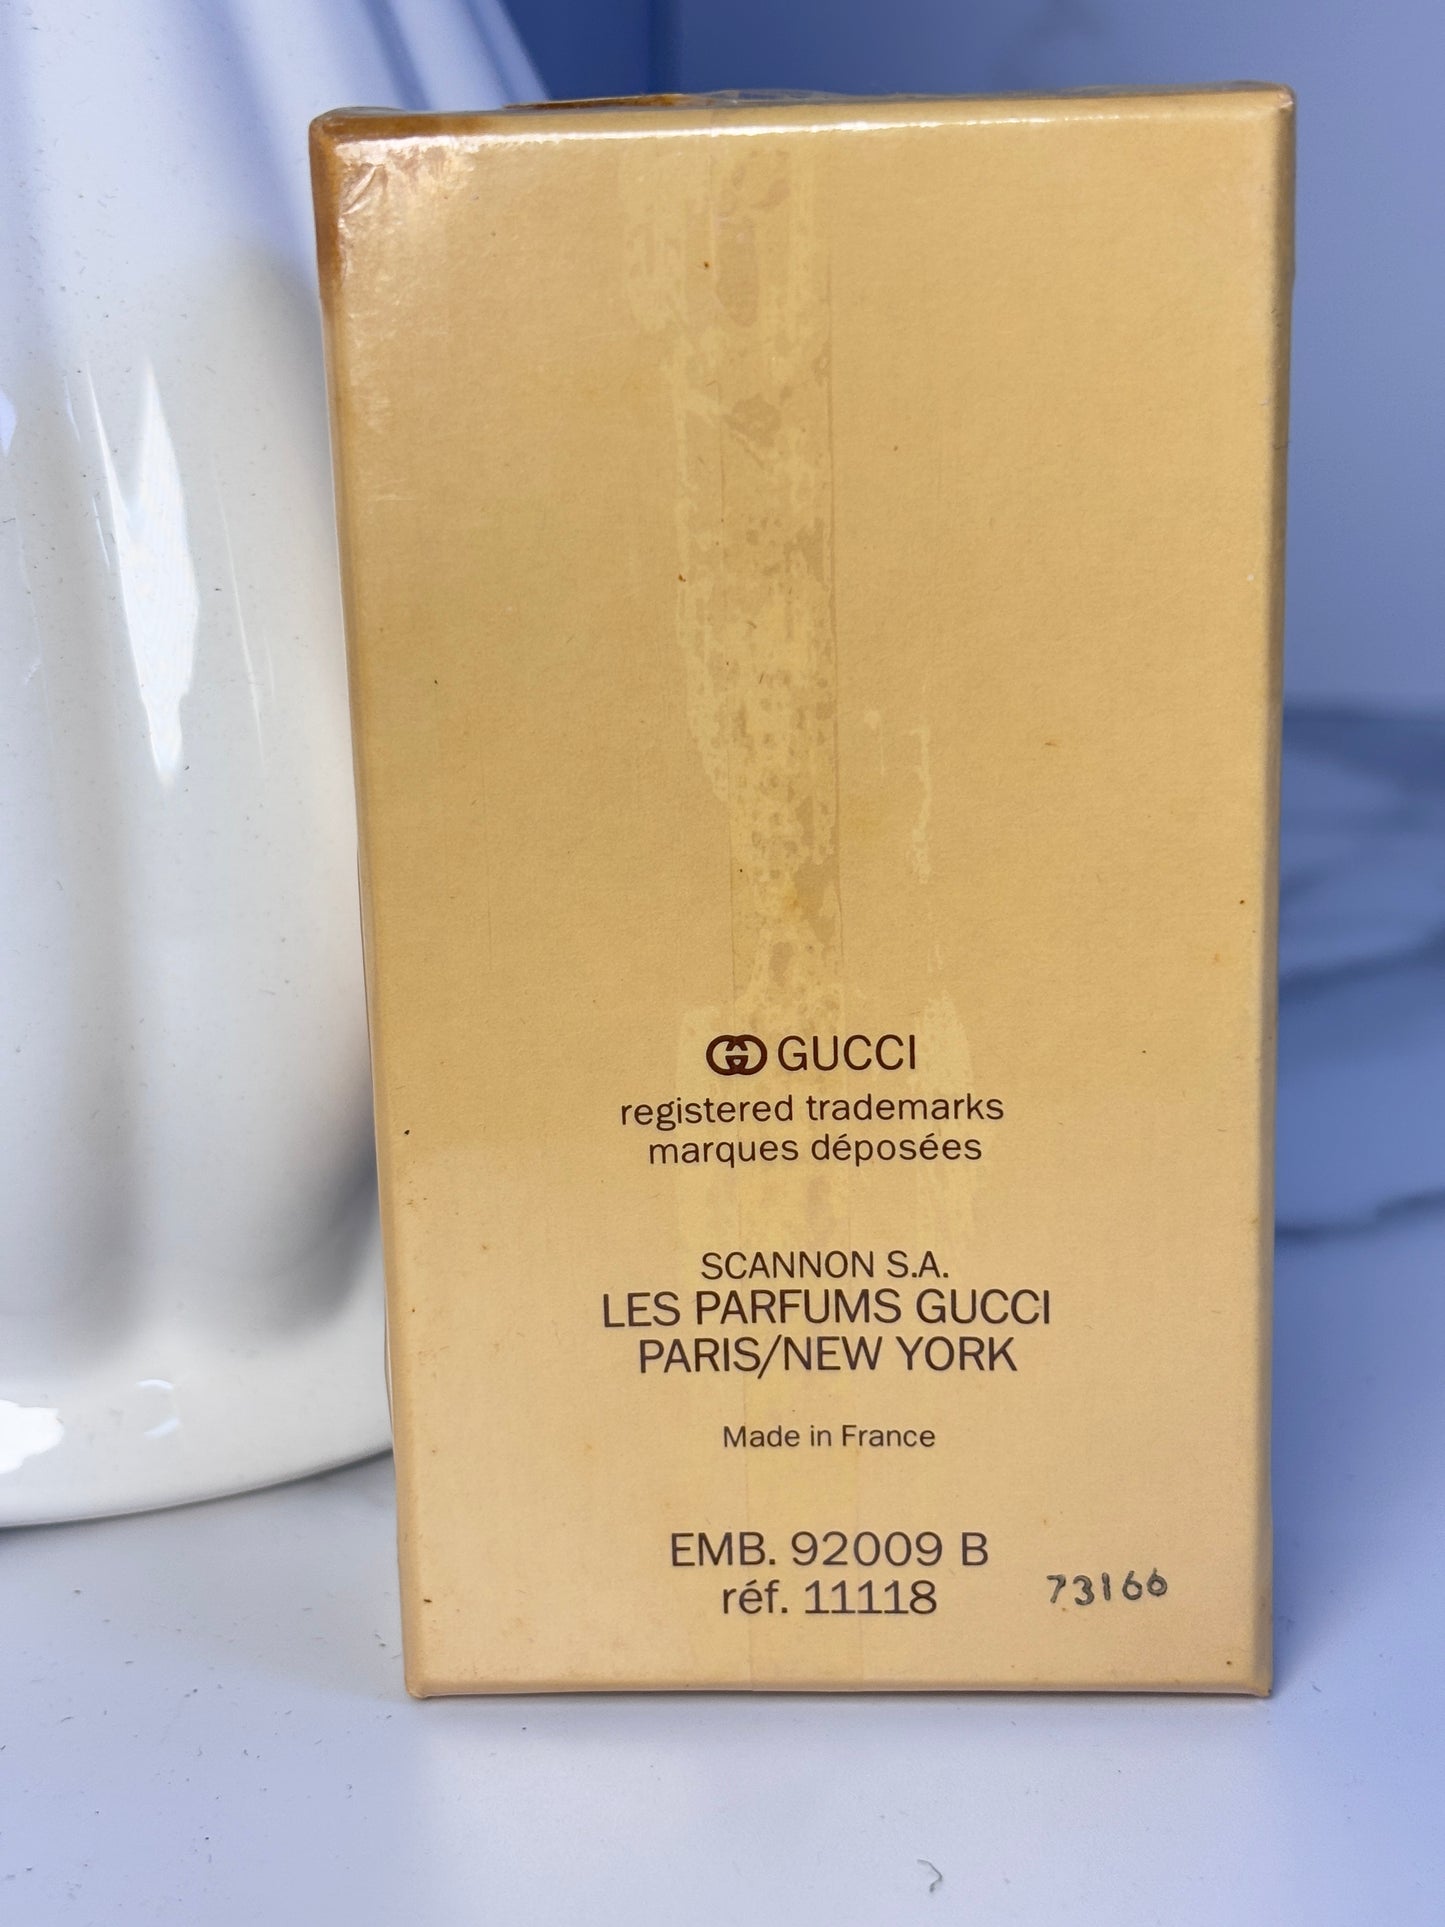 GUCCI
registered trademarks
marques déposées
SCANNON S.A.
LES PARFUMS GUCCI
PARIS/NEW YORK
Made in France
EMB. 92009 B
réf. 11118
73166